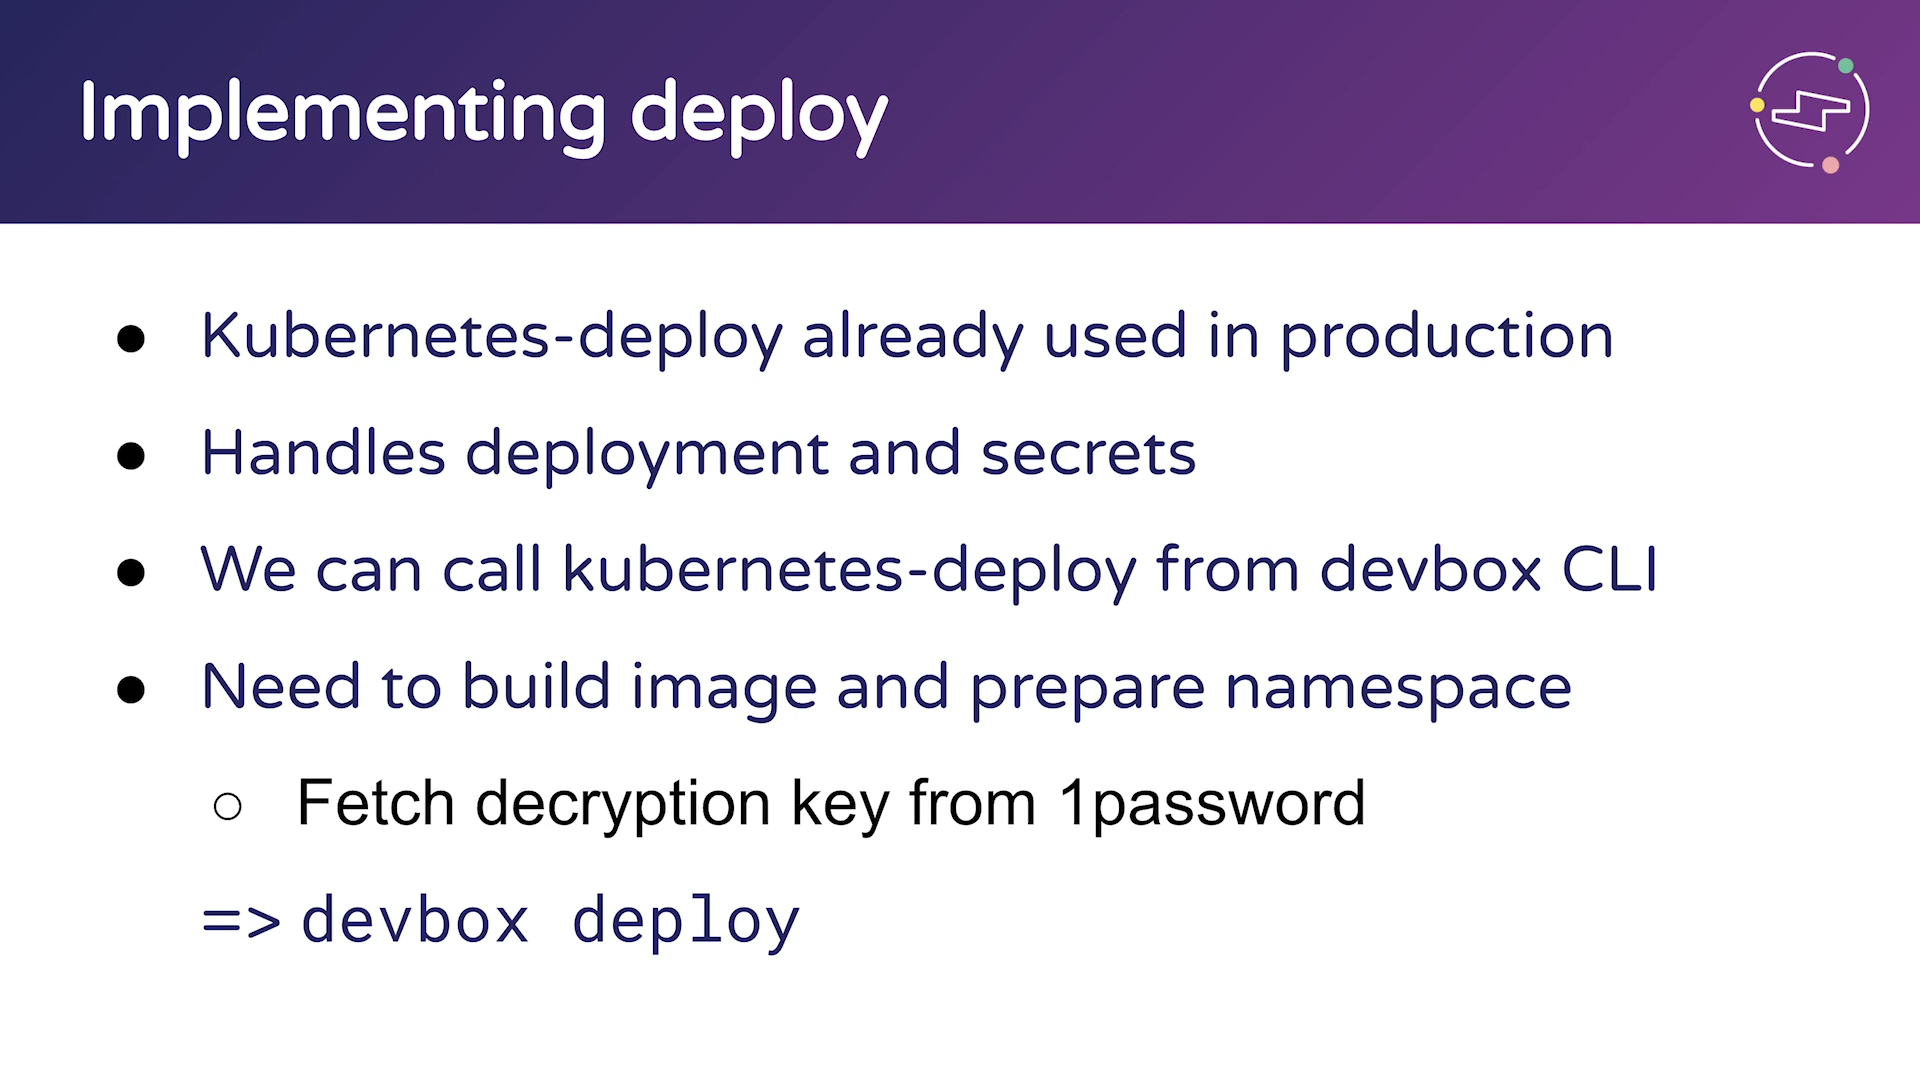 Implementing deploy
● Kubernetes-deploy already used in production
● Handles deployment and secrets
● We can call kubernetes-deploy from devbox CLI
● Need to build image and prepare namespace
○ Fetch decryption key from 1password
=> devbox deploy